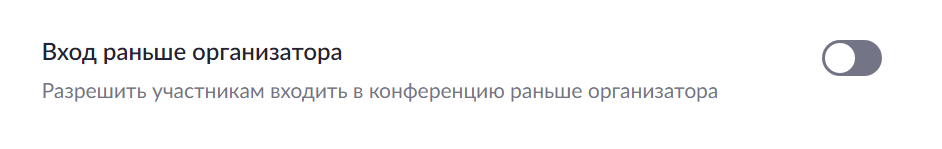 Вход раньше организатора
Разрешить участникам входить в конференцию раньше организатора